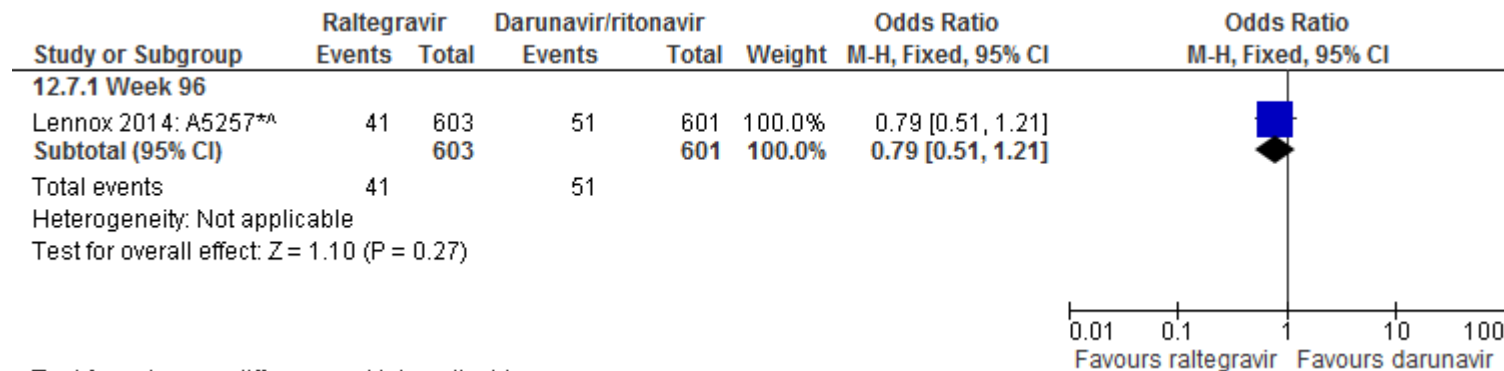 Raltegravir Darunavir/ritonavir Odds Ratio Odds Ratio
Study or Subgroup Events Total Events Total Weight M-H, Fixed, 95% CI M-H, Fixed, 95% CI
12.7.1 Week 96
Lennox 2014: A5257*^ 41 603 51 601 100.0% 0.79 [0.51, 1.21]
Subtotal (95% CI) 603 601 100.0% 0.79 [0.51, 1.21]
Total events 41 51
Heterogeneity: Not applicable
Test for overall effect: Z = 1.10 (P = 0.27)
0.01 0.1 1 10 100
Favours raltegravir Favours darunavir